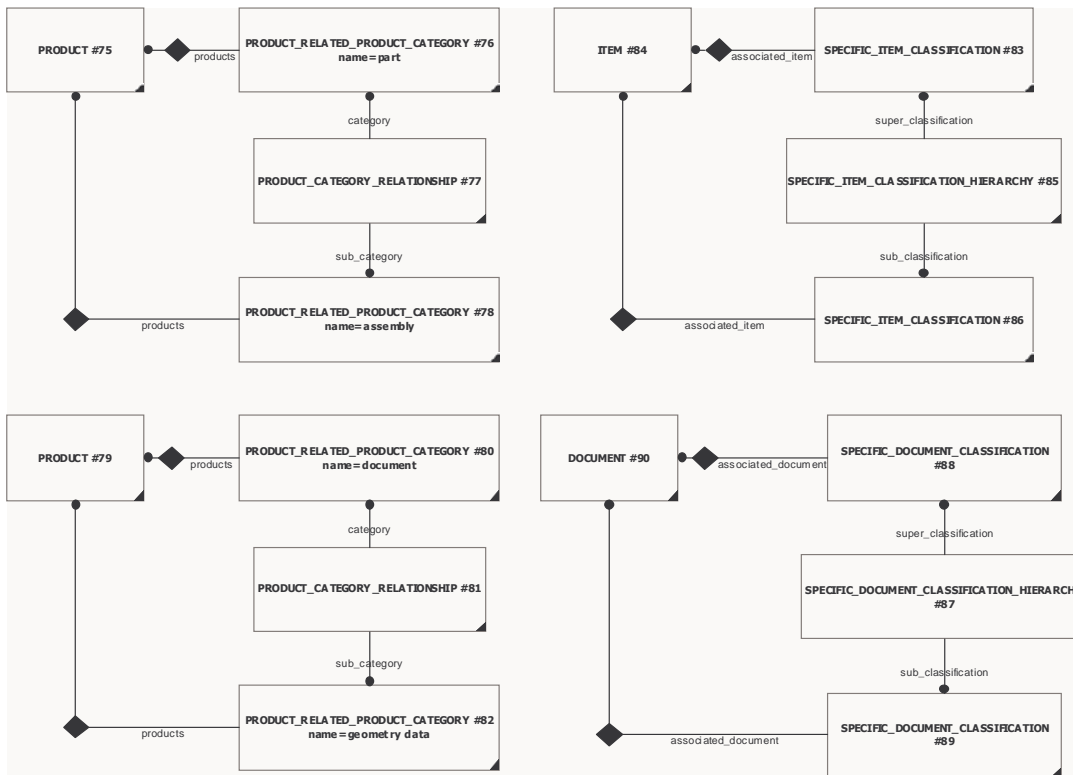 PRODUCT #75
products
PRODUCT_RELATED_PRODUCT_CATEGORY #76
name=part
category
PRODUCT_CATEGORY_RELATIONSHIP #77
sub_category
PRODUCT_RELATED_PRODUCT_CATEGORY #78
name=assembly
products
ITEM #84
associated_item
SPECIFIC_ITEM_CLASSIFICATION #83
super_classification
SPECIFIC_ITEM_CLASSIFICATION_HIERARCHY #85
sub_classification
SPECIFIC_ITEM_CLASSIFICATION #86
associated_item
PRODUCT #79
products
PRODUCT_RELATED_PRODUCT_CATEGORY #80
name=document
category
PRODUCT_CATEGORY_RELATIONSHIP #81
sub_category
PRODUCT_RELATED_PRODUCT_CATEGORY #82
name=geometry data
products
DOCUMENT #90
associated_document
SPECIFIC_DOCUMENT_CLASSIFICATION
#88
super_classification
SPECIFIC_DOCUMENT_CLASSIFICATION_HIERARCH
#87
sub_classification
SPECIFIC_DOCUMENT_CLASSIFICATION
#89
associated_document